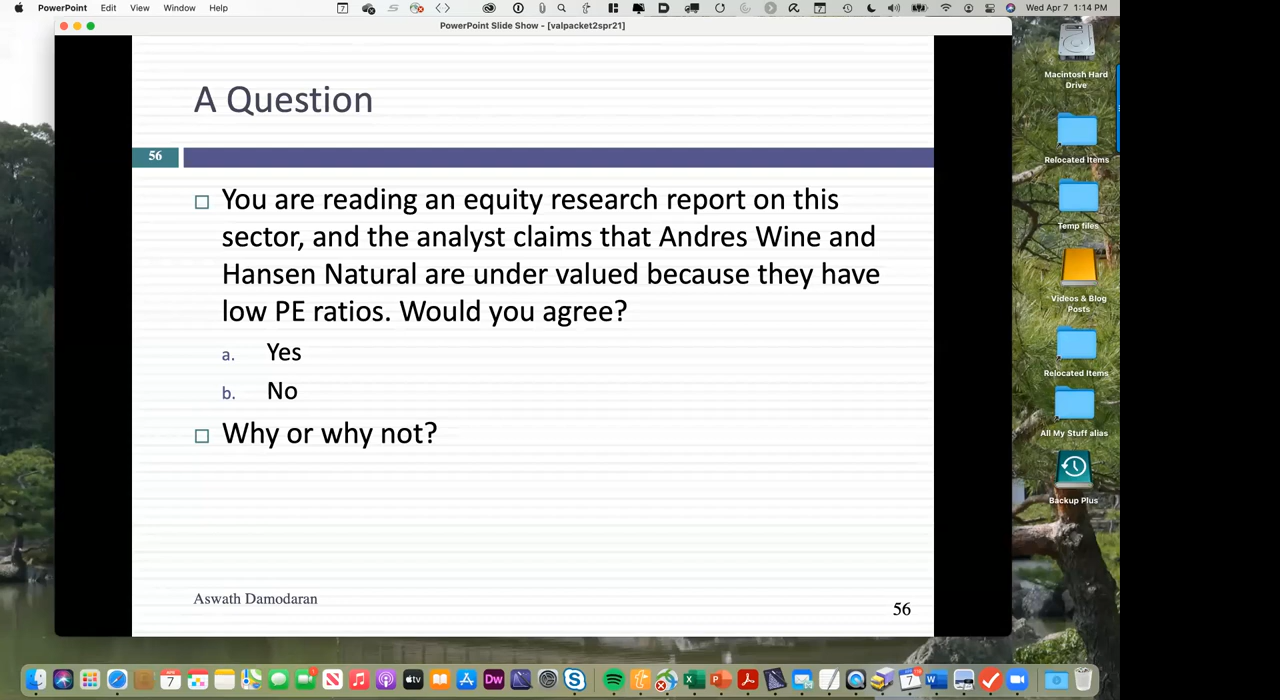 PowerPoint Edit View Window Help
Wed Apr 7 1:14 PM
PowerPoint Slide Show - [valpacket2spr21]
A Question
56
You are reading an equity research report on this
sector, and the analyst claims that Andres Wine and
Hansen Natural are under valued because they have
low PE ratios. Would you agree?
a. Yes
b. No
Why or why not?
Aswath Damodaran
56
Macintosh Hard
Drive
Relocated Items
Temp files
Videos & Blog
Posts
Relocated Items
All My Stuff alias
Backup Plus